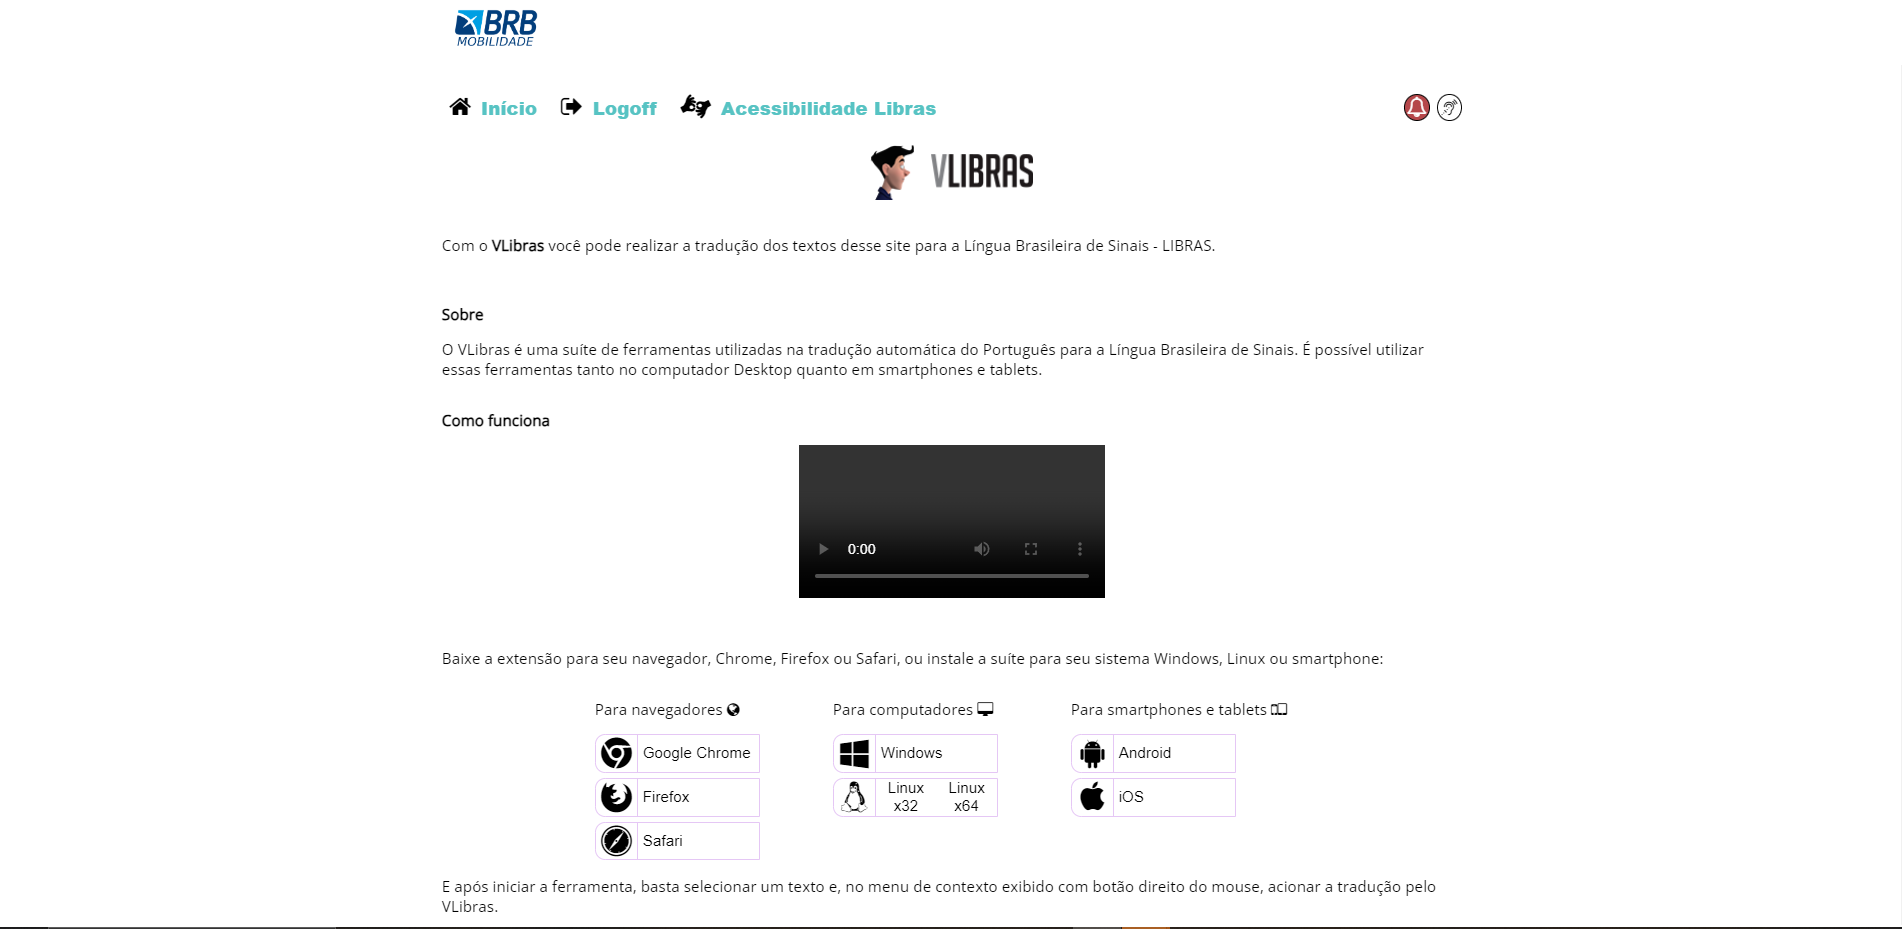 BRB
MOBILIDADE
Início Logoff Acessibilidade Libras
VLIBRAS
Com o VLibras você pode realizar a tradução dos textos desse site para a Língua Brasileira de Sinais - LIBRAS.
Sobre
O VLibras é uma suíte de ferramentas utilizadas na tradução automática do Português para a Língua Brasileira de Sinais. É possível utilizar
essas ferramentas tanto no computador Desktop quanto em smartphones e tablets.
Como funciona
0:00
Baixe a extensão para seu navegador, Chrome, Firefox ou Safari, ou instale a suíte para seu sistema Windows, Linux ou smartphone:
Para navegadores
Google Chrome
Firefox
Safari
Para computadores
Windows
Linux x32
Linux x64
Para smartphones e tablets
Android
iOS
E após iniciar a ferramenta, basta selecionar um texto e, no menu de contexto exibido com botão direito do mouse, acionar a tradução pelo
VLibras.